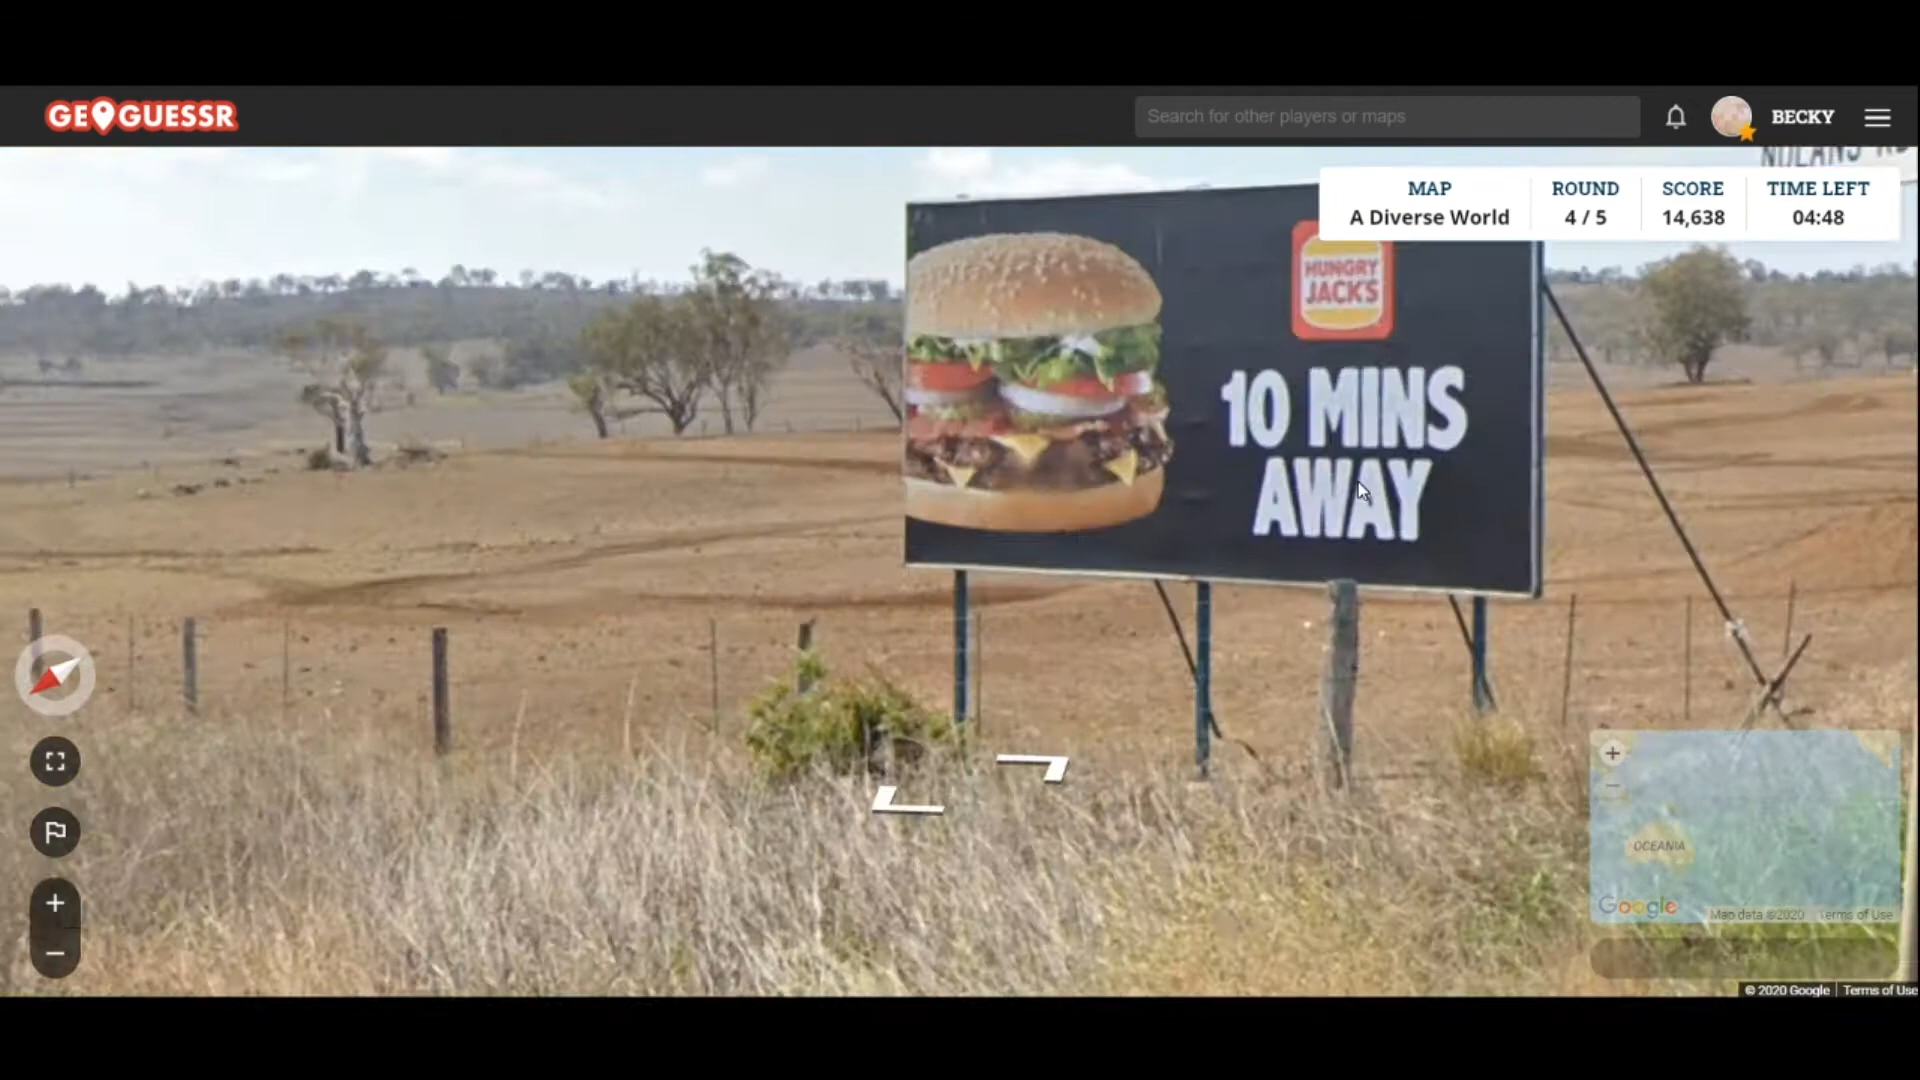 GEOGUESSR
Search for other players or maps
BECKY
NOLANS RD
MAP
A Diverse World
ROUND
4 / 5
SCORE
14,638
TIME LEFT
04:48
HUNGRY
JACK'S
10 MINS
AWAY
OCEANIA
Google
Map data ©2020
Terms of Use
© 2020 Google
Terms of Use